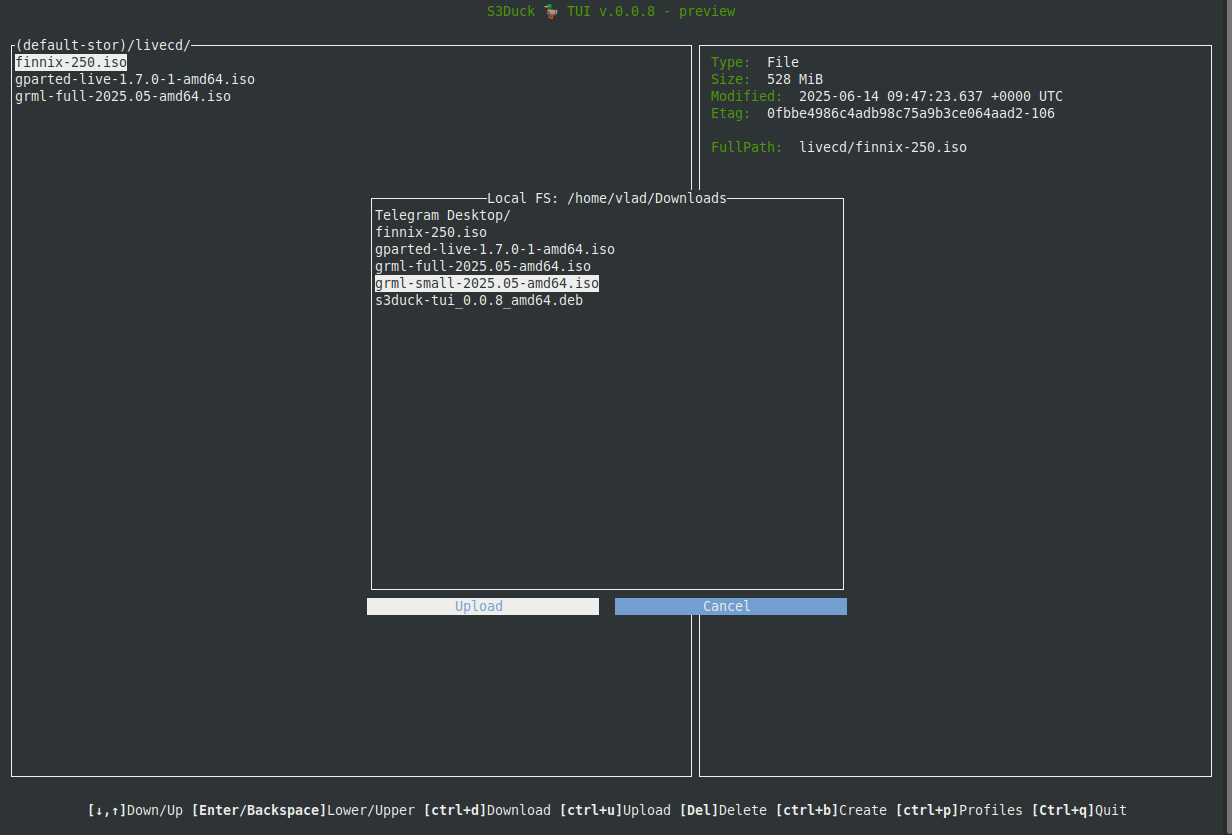 S3Duck 🦆 TUI v.0.0.8 - preview
(default-stor)/livecd/
finnix-250.iso
gparted-live-1.7.0-1-amd64.iso
grml-full-2025.05-amd64.iso
Type: File
Size: 528 MiB
Modified: 2025-06-14 09:47:23.637 +0000 UTC
Etag: 0fbbe4986c4adb98c75a9b3ce064aad2-106
FullPath: livecd/finnix-250.iso
Local FS: /home/vlad/Downloads
Telegram Desktop/
finnix-250.iso
gparted-live-1.7.0-1-amd64.iso
grml-full-2025.05-amd64.iso
grml-small-2025.05-amd64.iso
s3duck-tui_0.0.8_amd64.deb
Upload
Cancel
[↓,↑]Down/Up [Enter/Backspace]Lower/Upper [ctrl+d]Download [ctrl+u]Upload [Del]Delete [ctrl+b]Create [ctrl+p]Profiles [Ctrl+q]Quit